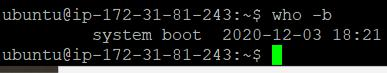 ubuntu@ip-172-31-81-243:~$ who -b
         system boot  2020-12-03 18:21
ubuntu@ip-172-31-81-243:~$